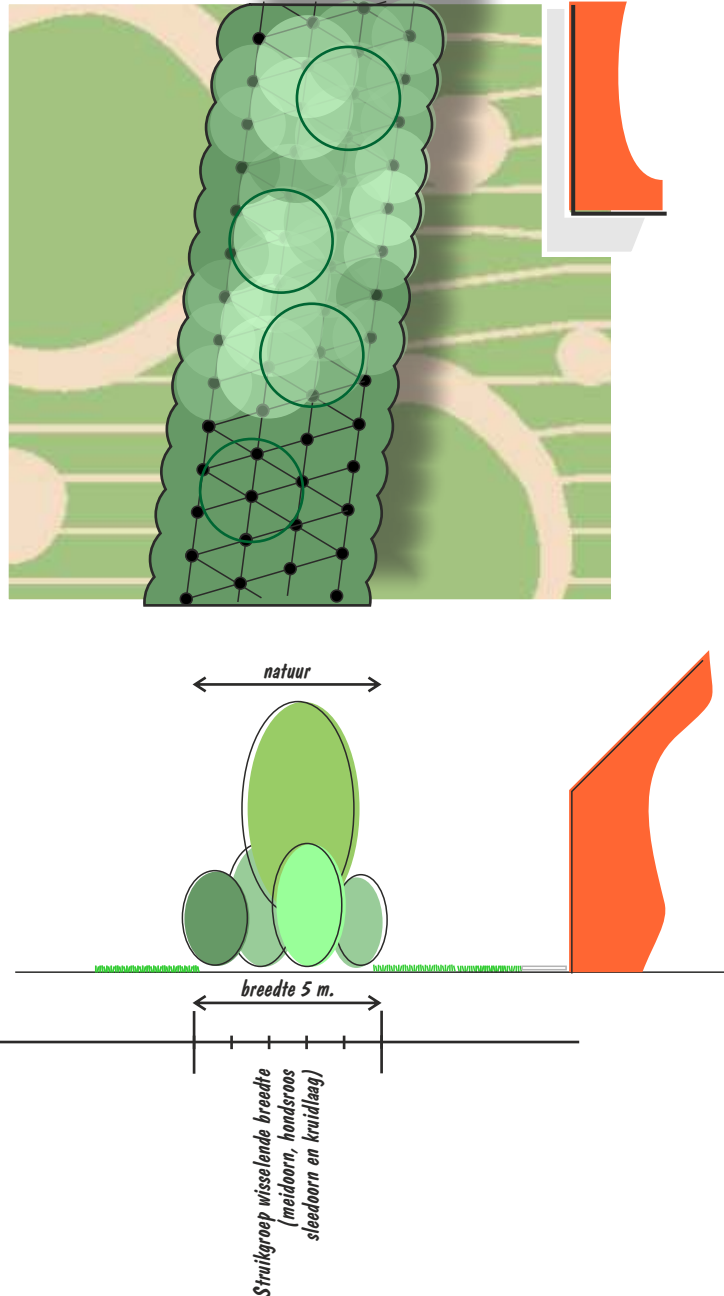 natuur
breedte 5 m.
Struikgroep wisselende breedte
(meidoorn, hondsroos
sleedoorn en kruidlaag)